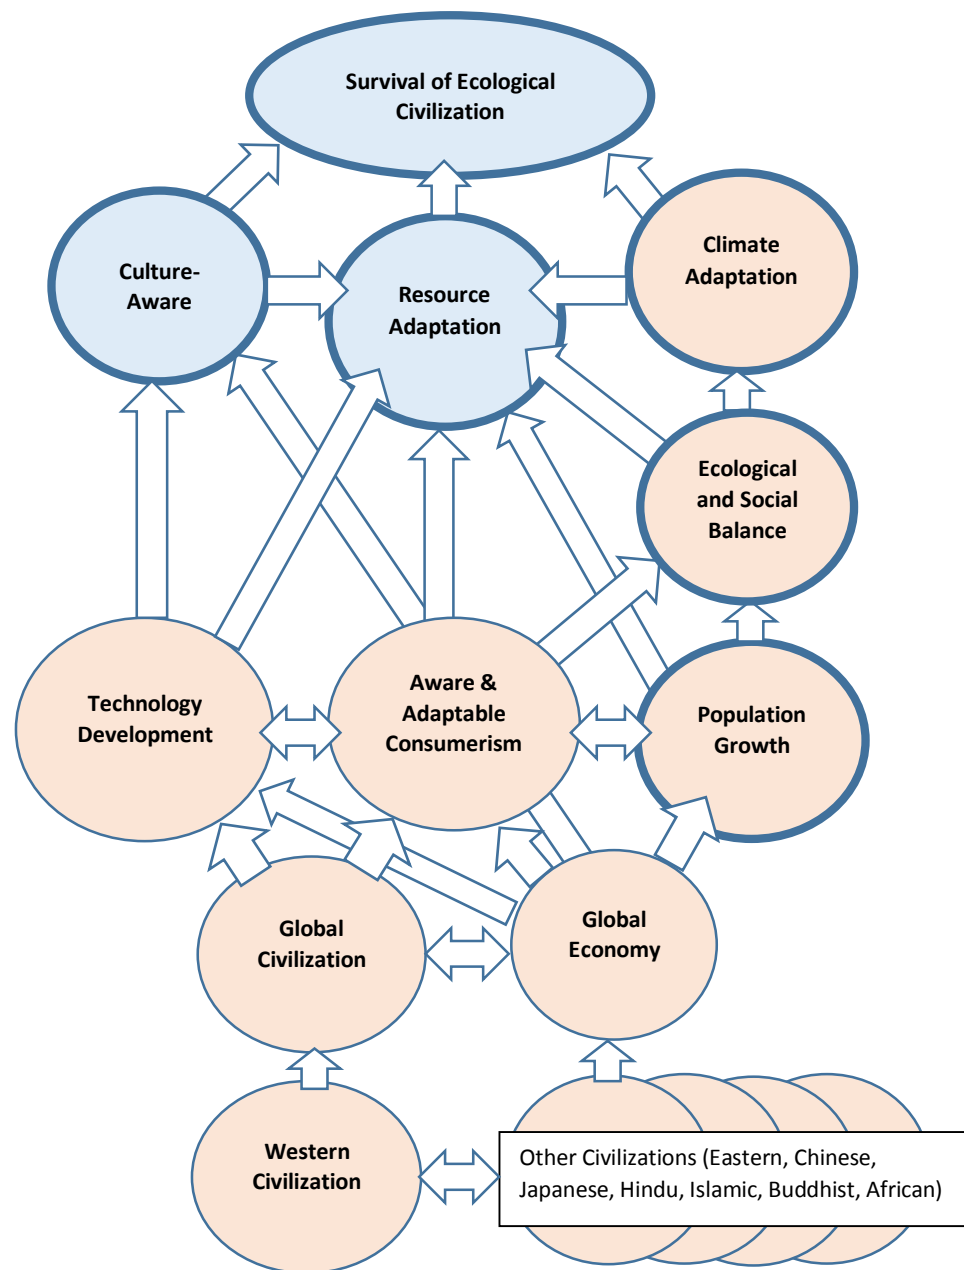 Survival of Ecological
Civilization
Culture-
Aware
Resource
Adaptation
Climate
Adaptation
Ecological
and Social
Balance
Technology
Development
Aware &
Adaptable
Consumerism
Population
Growth
Global
Civilization
Global
Economy
Western
Civilization
Other Civilizations (Eastern, Chinese,
Japanese, Hindu, Islamic, Buddhist, African)